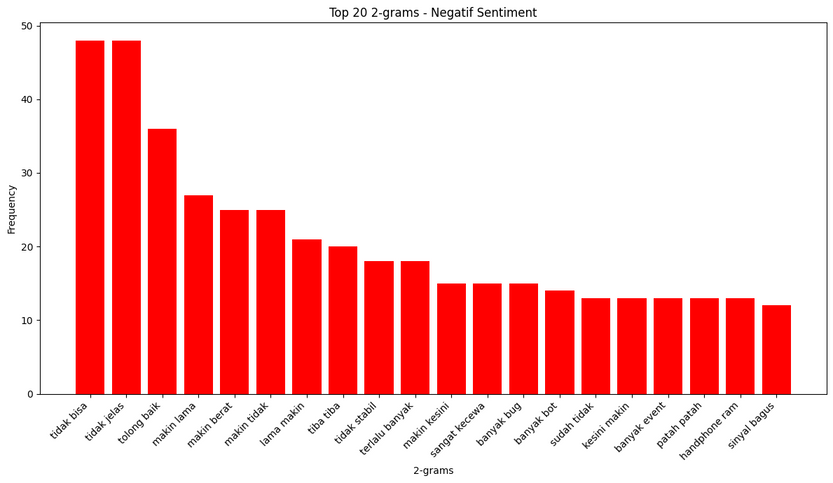 Top 20 2-grams - Negatif Sentiment
50
40
30
20
10
0
Frequency
tidak bisa
tidak jelas
tolong baik
makin lama
makin berat
makin tidak
lama makin
tiba tiba
tidak stabil
terlalu banyak
makin kesini
sangat kecewa
banyak bug
banyak bot
sudah tidak
kesini makin
banyak event
patah patah
handphone ram
sinyal bagus
2-grams